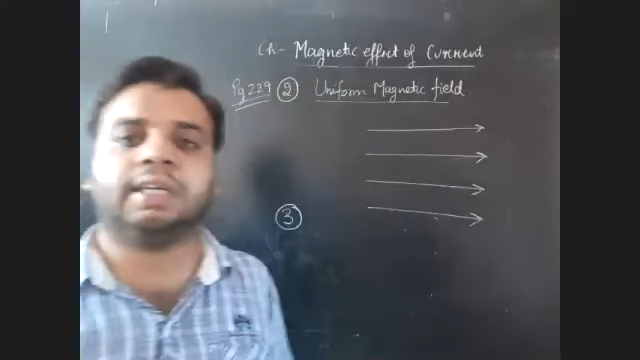 Ch- Magnetic effect of Current
Pg 229 ② Uniform Magnetic field
③